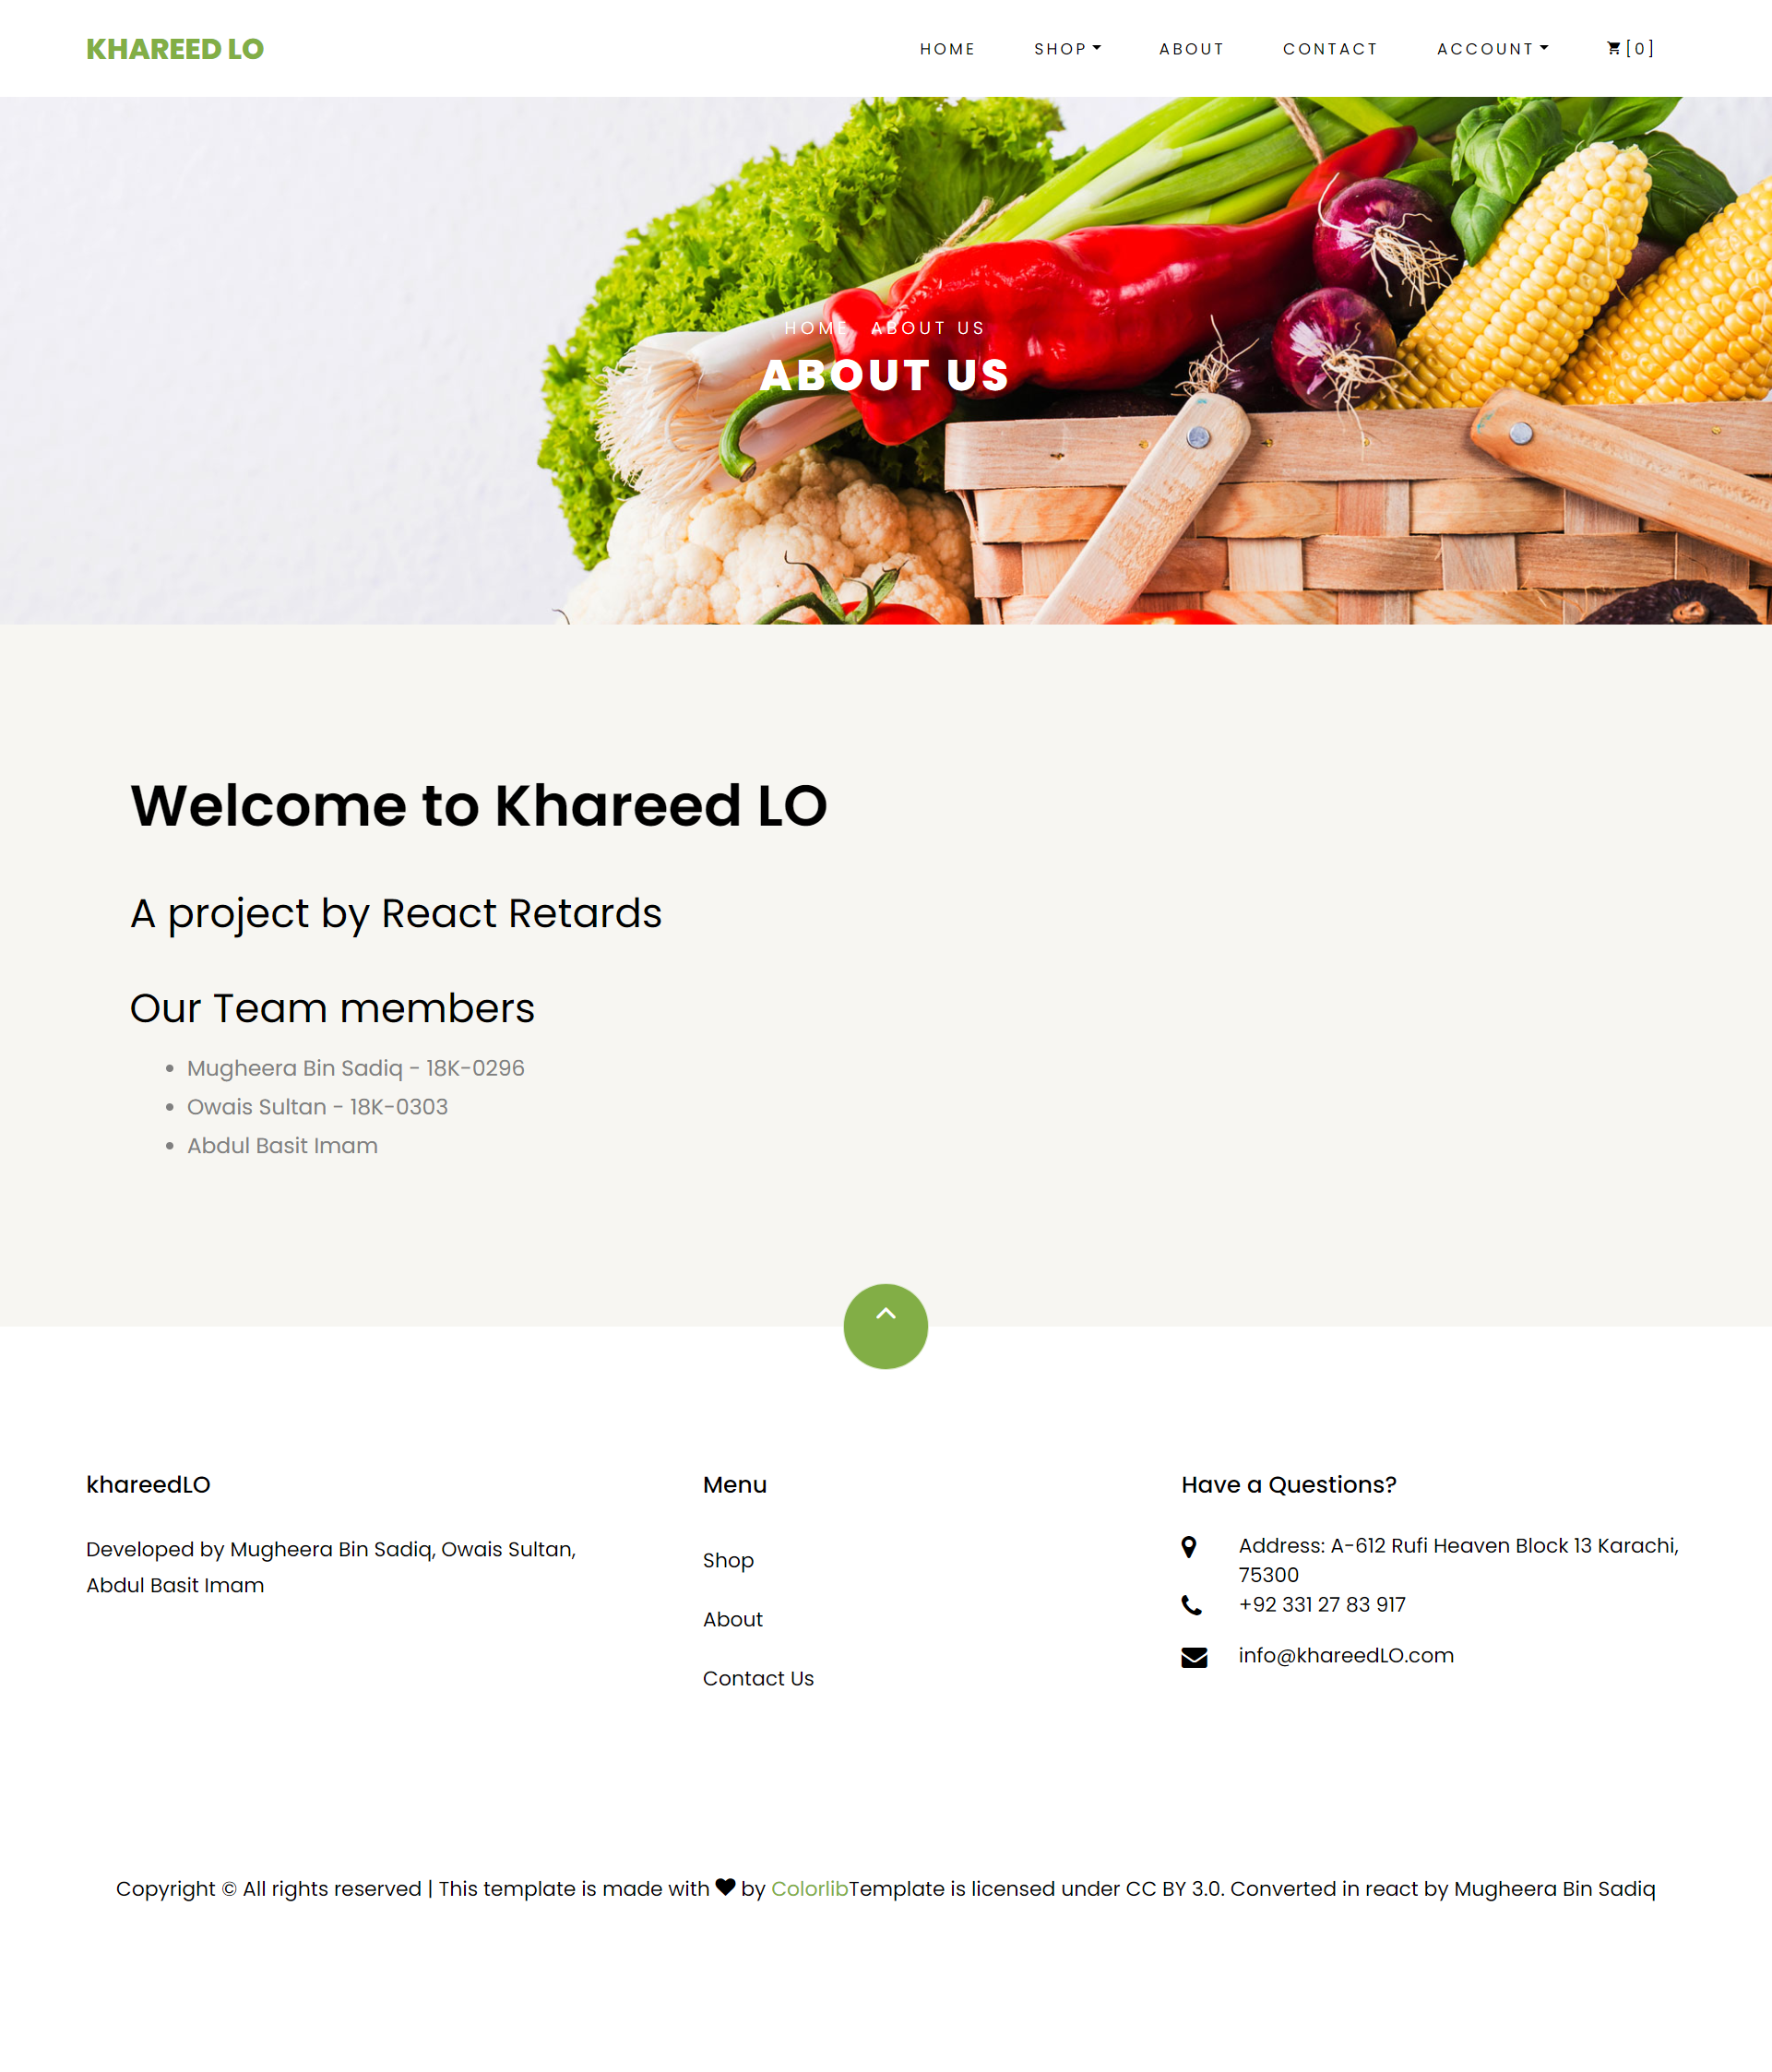 KHAREED LO
HOME SHOP ABOUT CONTACT ACCOUNT [0]
HOME ABOUT US
ABOUT US
Welcome to Khareed LO
A project by React Retards
Our Team members
• Mugheera Bin Sadiq - 18K-0296
• Owais Sultan - 18K-0303
• Abdul Basit Imam
khareedLO
Developed by Mugheera Bin Sadiq, Owais Sultan,
Abdul Basit Imam
Menu
Shop
About
Contact Us
Have a Questions?
Address: A-612 Rufi Heaven Block 13 Karachi,
75300
+92 331 27 83 917
info@khareedLO.com
Copyright © All rights reserved | This template is made with ♥ by ColorlibTemplate is licensed under CC BY 3.0. Converted in react by Mugheera Bin Sadiq